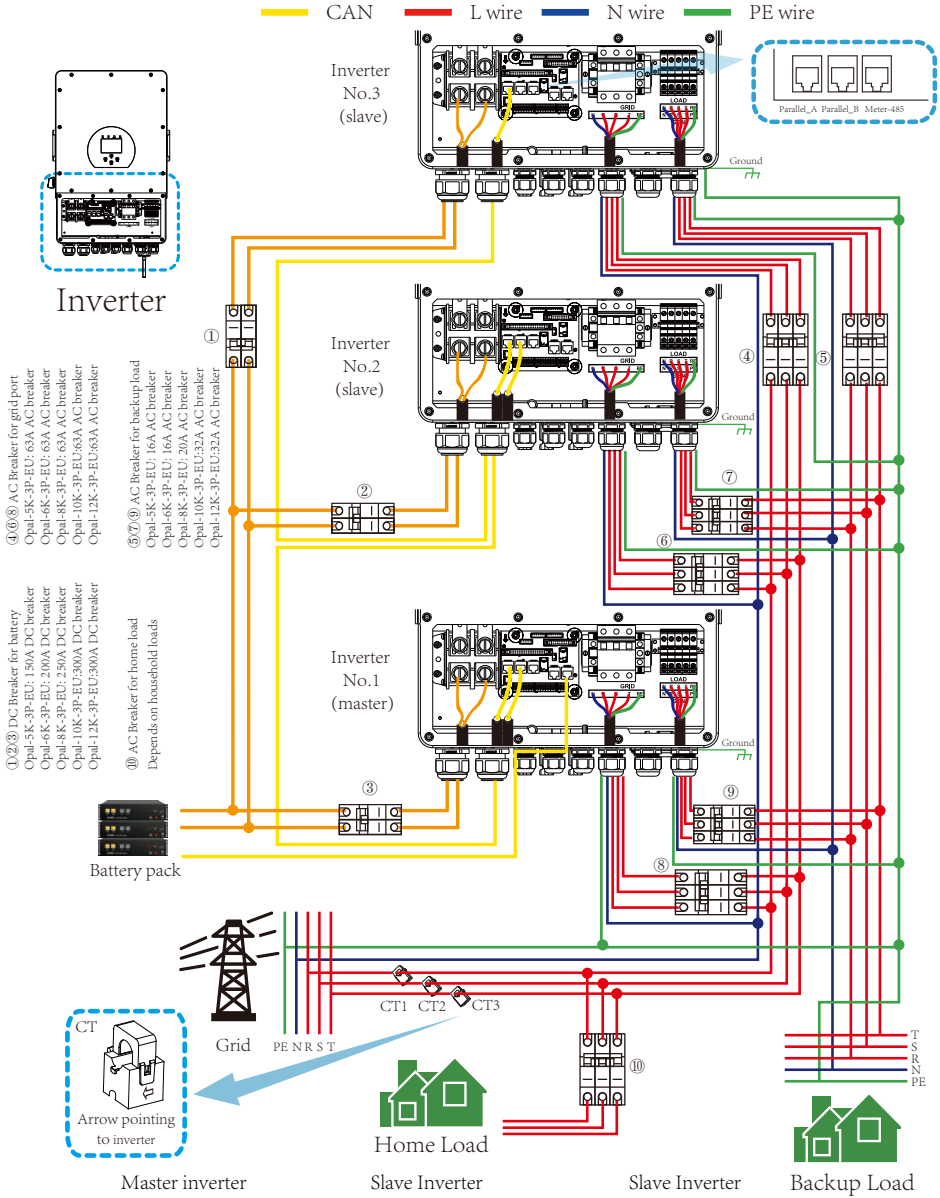 CAN L wire N wire PE wire
Inverter
No.3
(slave)
LOAD
GRID
Parallel_A Parallel_B Meter-485
Ground
Inverter
①
Inverter
No.2
(slave)
LOAD
GRID
④
⑤
Ground
④⑥⑧ AC Breaker for grid port
Opal-5K-3P-EU: 63A AC breaker
Opal-6K-3P-EU: 63A AC breaker
Opal-8K-3P-EU: 63A AC breaker
Opal-10K-3P-EU:63A AC breaker
Opal-12K-3P-EU:63A AC breaker
⑤⑦⑨ AC Breaker for backup load
Opal-5K-3P-EU: 16A AC breaker
Opal-6K-3P-EU: 16A AC breaker
Opal-8K-3P-EU: 20A AC breaker
Opal-10K-3P-EU:32A AC breaker
Opal-12K-3P-EU:32A AC breaker
②
⑦
⑥
①②③ DC Breaker for battery
Opal-5K-3P-EU: 150A DC breaker
Opal-6K-3P-EU: 200A DC breaker
Opal-8K-3P-EU: 250A DC breaker
Opal-10K-3P-EU:300A DC breaker
Opal-12K-3P-EU:300A DC breaker
⑩ AC Breaker for home load
Depends on household loads
Inverter
No.1
(master)
LOAD
GRID
Ground
③
⑨
Battery pack
⑧
CT1 CT2 CT3
Grid
PE N R S T
CT
Arrow pointing
to inverter
⑩
Home Load
T
S
R
N
PE
Backup Load
Master inverter Slave Inverter Slave Inverter